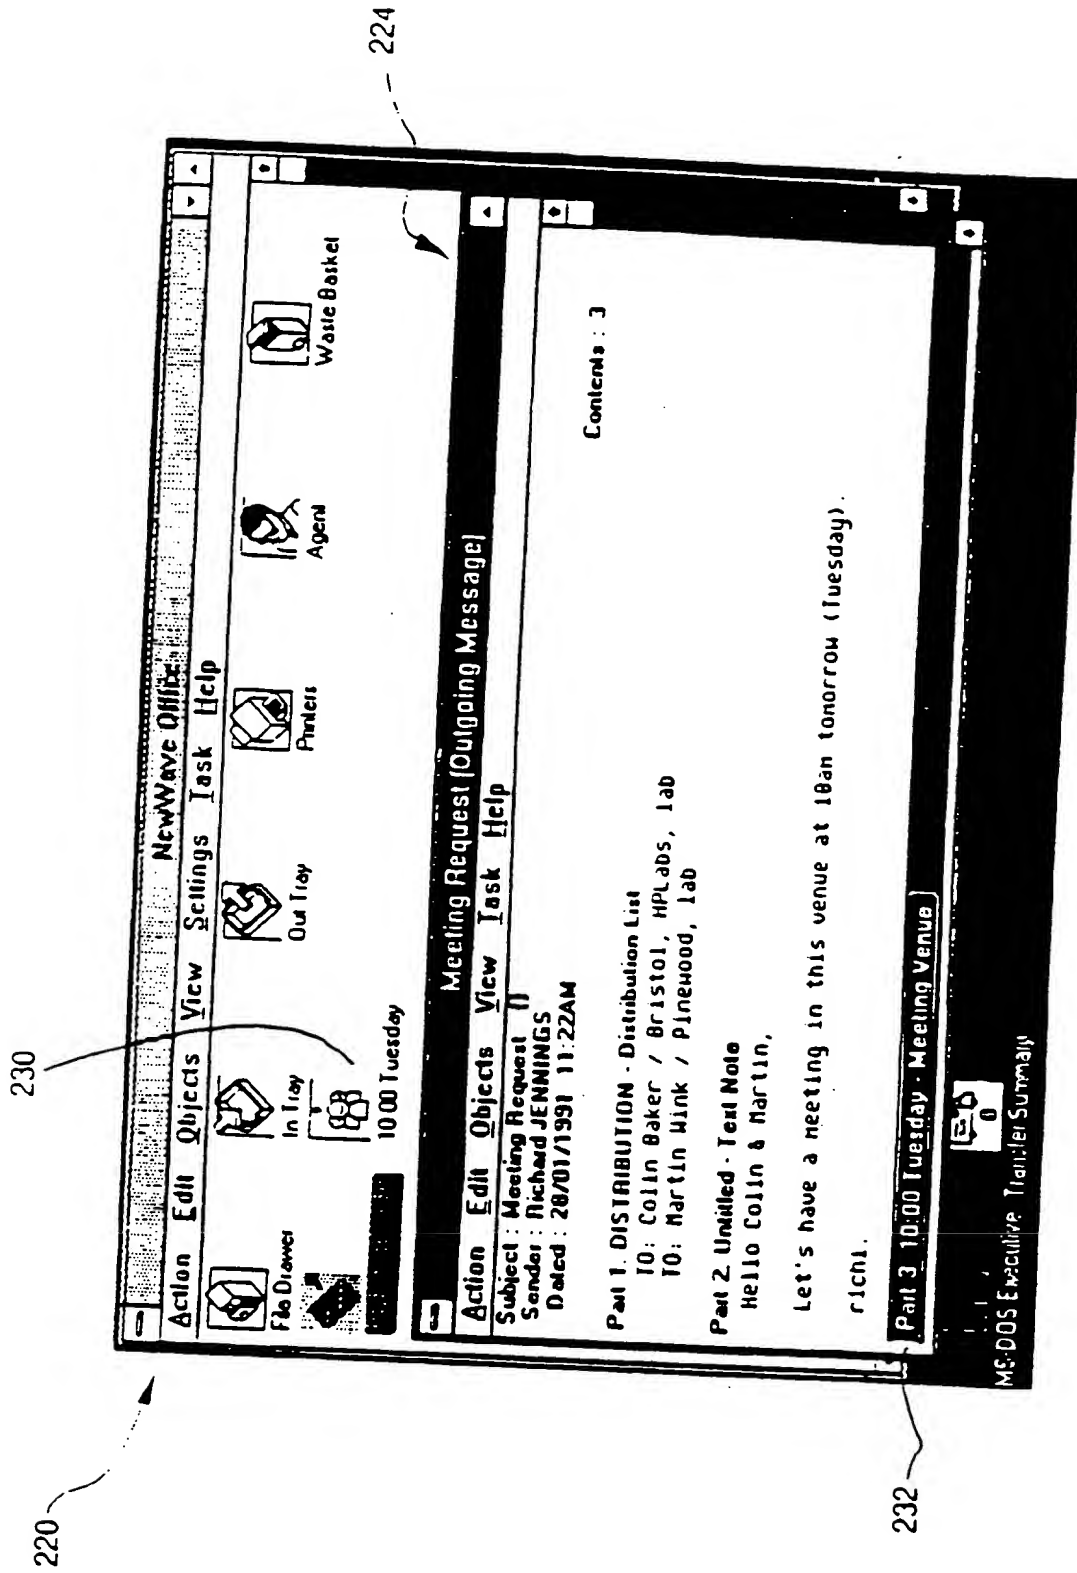 220
230
224
NewWave Office
Action Edit Objects View Settings Task Help
File Drawer
In Tray
Out Tray
Printers
Agent
Waste Basket
10:00 Tuesday
Meeting Request (Outgoing Message)
Action Edit Objects View Task Help
Subject : Meeting Request
Sender : Richard JENNINGS
Dated : 28/01/1991 11:22AM
Contents : 3
Part 1. DISTRIBUTION - Distribution List
TO: Colin Baker / Bristol, HPLabs, lab
TO: Martin Wink / Pinewood, lab
Part 2. Untitled - Text Note
Hello Colin & Martin,
Let's have a meeting in this venue at 10am tomorrow (Tuesday).
richi.
Part 3 10:00 Tuesday - Meeting Venue
232
0
MS-DOS Executive Transfer Summary